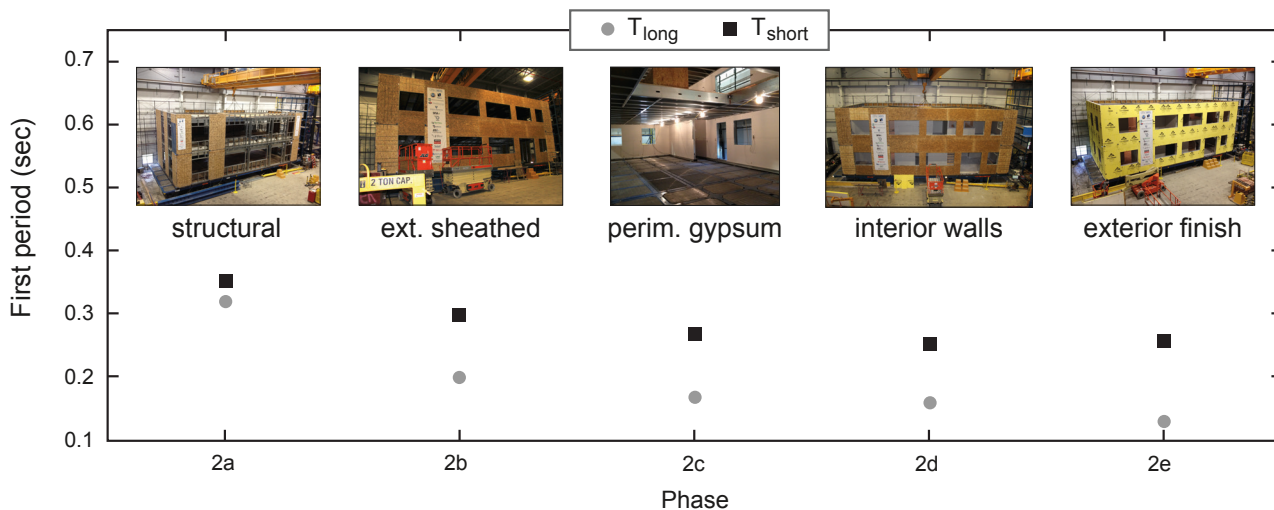 T_long T_short
0.7
0.6
0.5
0.4
0.3
0.2
0.1
First period (sec)
2 TON CAP.
structural ext. sheathed perim. gypsum interior walls exterior finish
2a 2b 2c 2d 2e
Phase